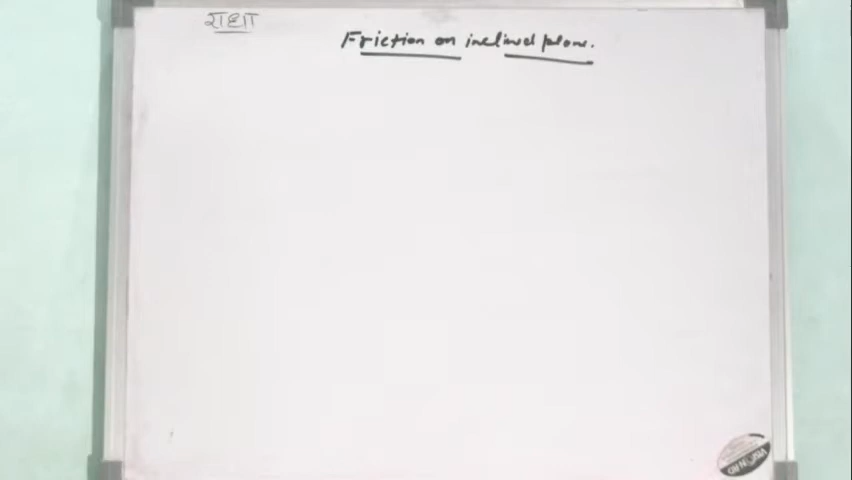 राधा
Friction on inclined plane.